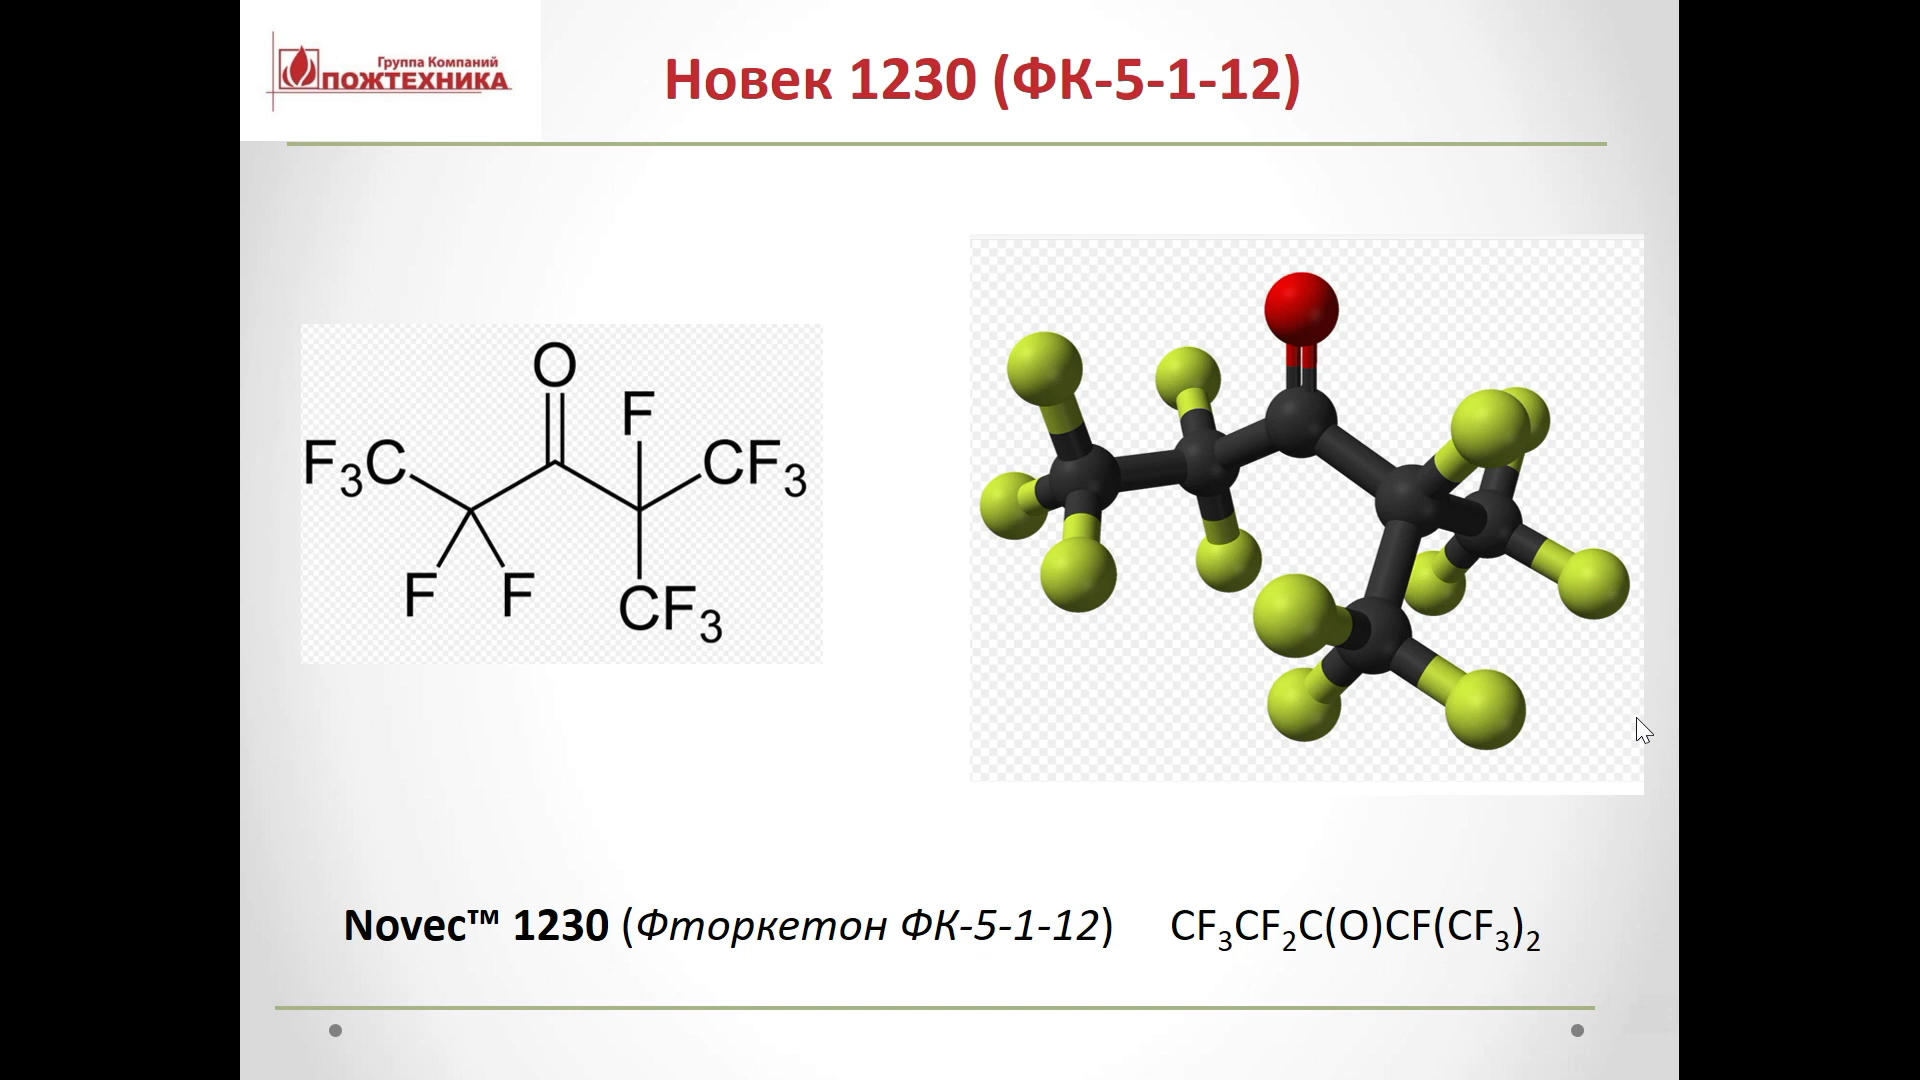 Группа Компаний
ПОЖТЕХНИКА
Новек 1230 (ФК-5-1-12)
O
F
F₃C
CF₃
F
F
CF₃
Novec™ 1230 (Фторкетон ФК-5-1-12) CF₃CF₂C(O)CF(CF₃)₂